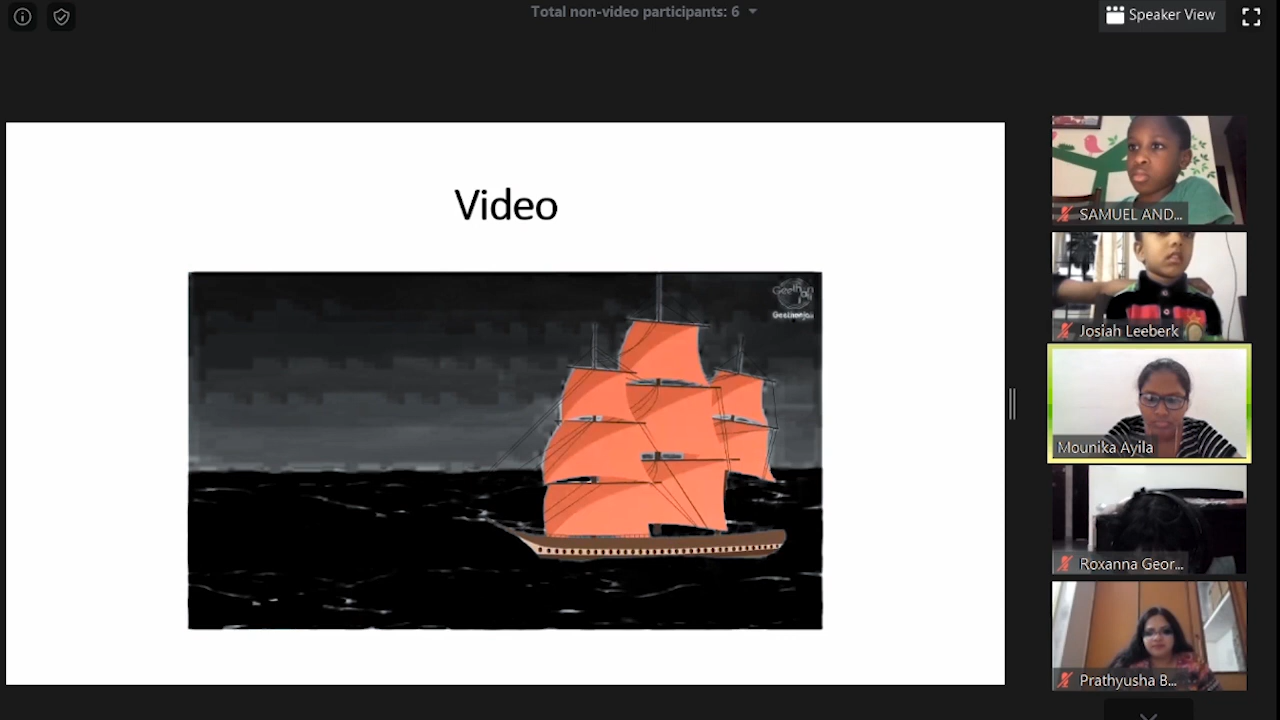 Total non-video participants: 6
Speaker View
Video
SAMUEL AND...
Josiah Leeberk
Mounika Ayila
Roxanna Geor...
Prathyusha B...